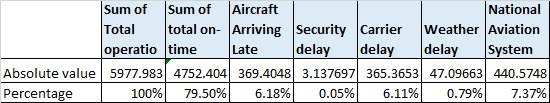 Sum of Total operatio Sum of total on-time Aircraft Arriving Late Security delay Carrier delay Weather delay National Aviation System
Absolute value 5977.983 4752.404 369.4048 3.137697 365.3653 47.09663 440.5748
Percentage 100% 79.50% 6.18% 0.05% 6.11% 0.79% 7.37%